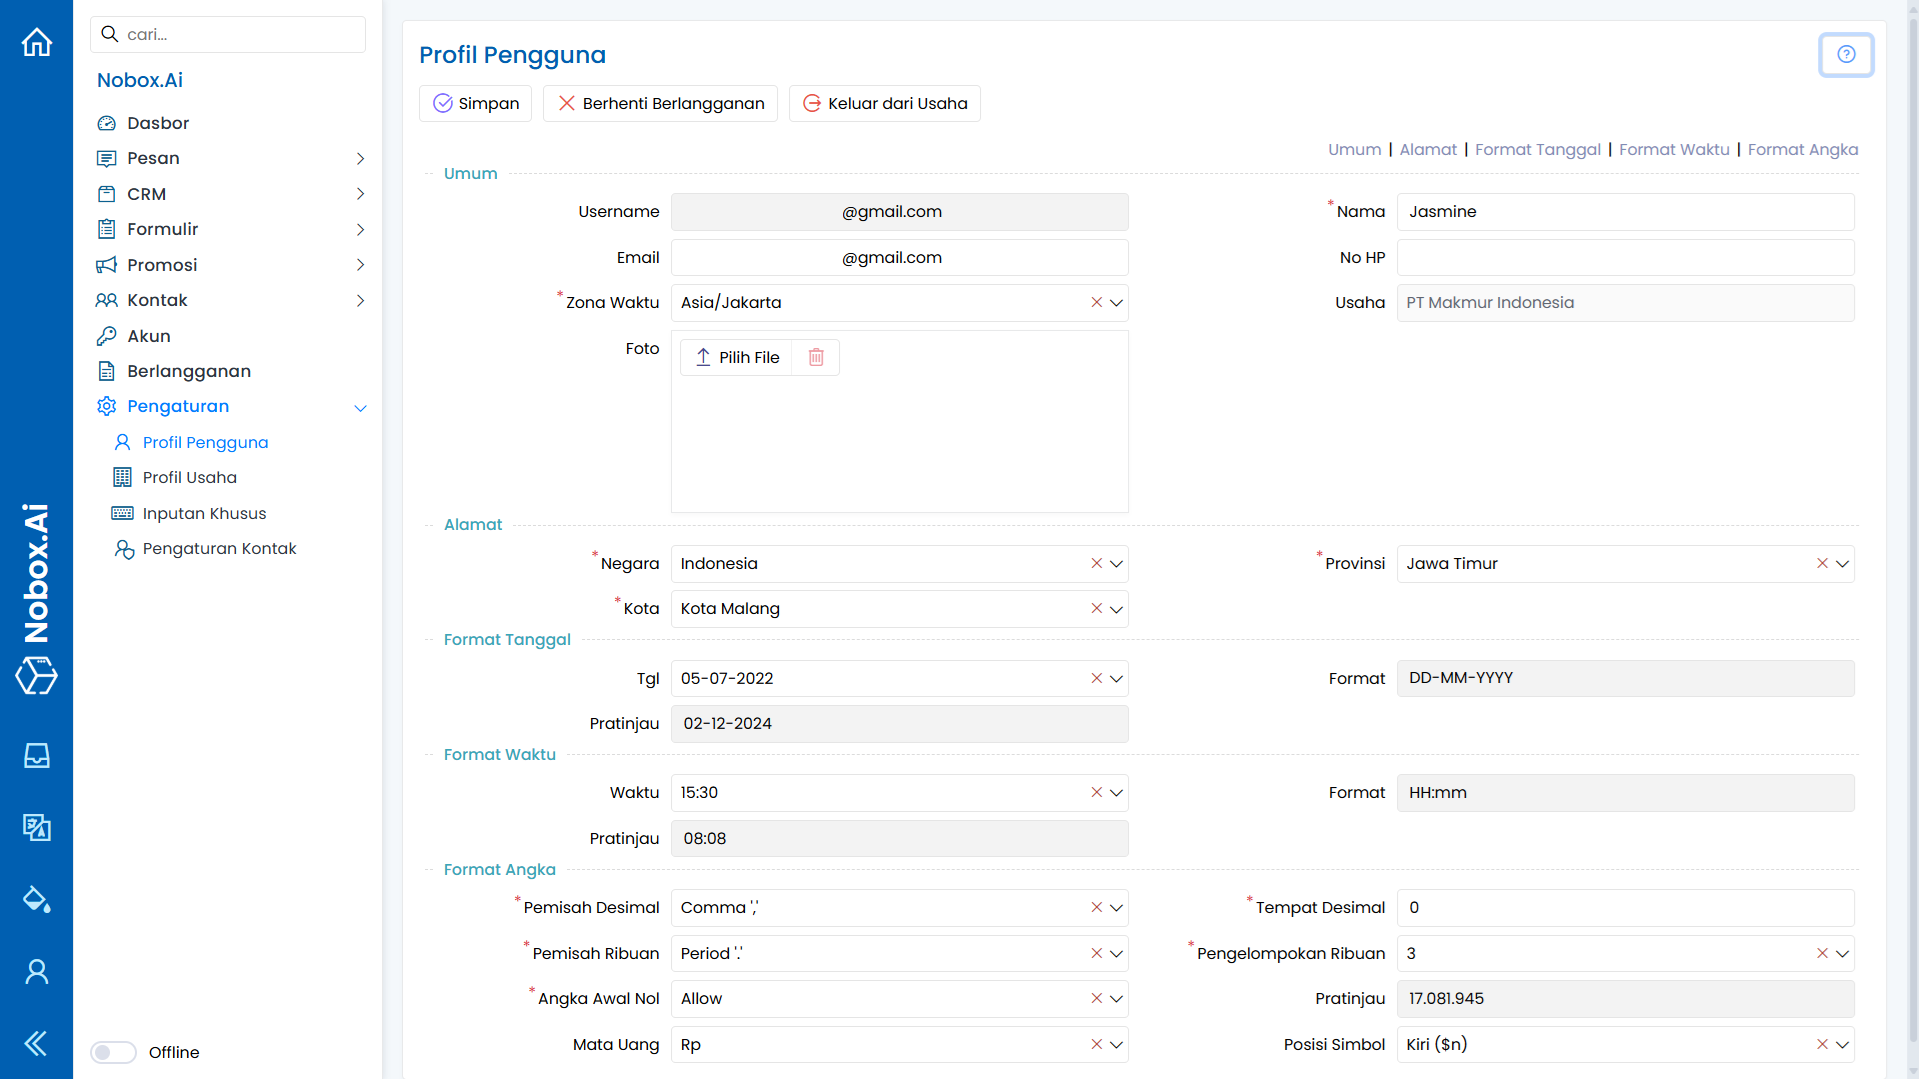 cari...
Nobox.Ai
Dasbor
Pesan
CRM
Formulir
Promosi
Kontak
Akun
Berlangganan
Pengaturan
Profil Pengguna
Profil Usaha
Inputan Khusus
Pengaturan Kontak
Offline
Nobox.Ai
Profil Pengguna
Simpan
Berhenti Berlangganan
Keluar dari Usaha
Umum | Alamat | Format Tanggal | Format Waktu | Format Angka
Umum
Username @gmail.com
* Nama Jasmine
Email @gmail.com
No HP
* Zona Waktu Asia/Jakarta
Usaha PT Makmur Indonesia
Foto Pilih File
Alamat
* Negara Indonesia
* Provinsi Jawa Timur
* Kota Kota Malang
Format Tanggal
Tgl 05-07-2022
Format DD-MM-YYYY
Pratinjau 02-12-2024
Format Waktu
Waktu 15:30
Format HH:mm
Pratinjau 08:08
Format Angka
* Pemisah Desimal Comma ','
* Tempat Desimal 0
* Pemisah Ribuan Period '.'
* Pengelompokan Ribuan 3
* Angka Awal Nol Allow
Pratinjau 17.081.945
Mata Uang Rp
Posisi Simbol Kiri ($n)